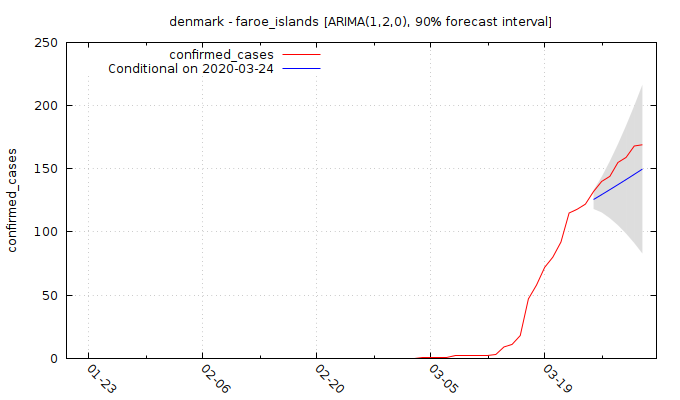 denmark - faroe_islands [ARIMA(1,2,0), 90% forecast interval]
confirmed_cases
Conditional on 2020-03-24
250
200
150
100
50
0
confirmed_cases
01-23
02-06
02-20
03-05
03-19